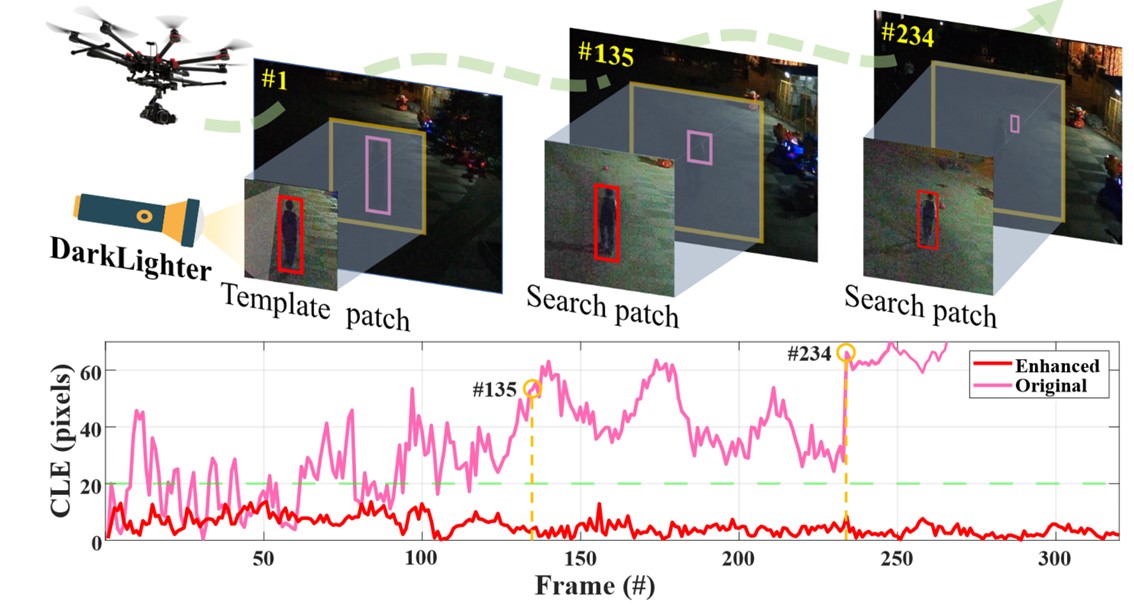 #1
#135
#234
DarkLighter
Template patch
Search patch
Search patch
CLE (pixels)
60
40
20
0
#135
#234
Enhanced
Original
50
100
150
200
250
300
Frame (#)